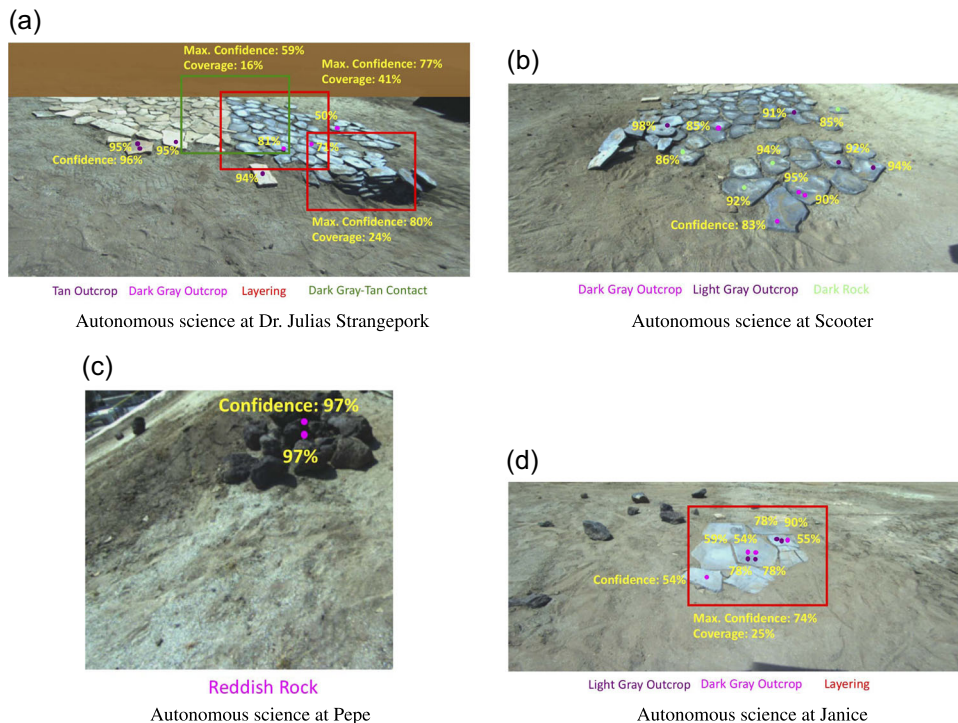 (a)
Max. Confidence: 59%
Coverage: 16%
Max. Confidence: 77%
Coverage: 41%
50%
95%
95%
81%
71%
Confidence: 96%
94%
Max. Confidence: 80%
Coverage: 24%
Tan Outcrop Dark Gray Outcrop Layering Dark Gray-Tan Contact
Autonomous science at Dr. Julias Strangepork
(b)
91%
98%
85%
85%
86%
94%
92%
94%
95%
92%
90%
Confidence: 83%
Dark Gray Outcrop Light Gray Outcrop Dark Rock
Autonomous science at Scooter
(c)
Confidence: 97%
97%
Reddish Rock
Autonomous science at Pepe
(d)
78% 90%
59% 54% 55%
78% 78%
Confidence: 54%
Max. Confidence: 74%
Coverage: 25%
Light Gray Outcrop Dark Gray Outcrop Layering
Autonomous science at Janice